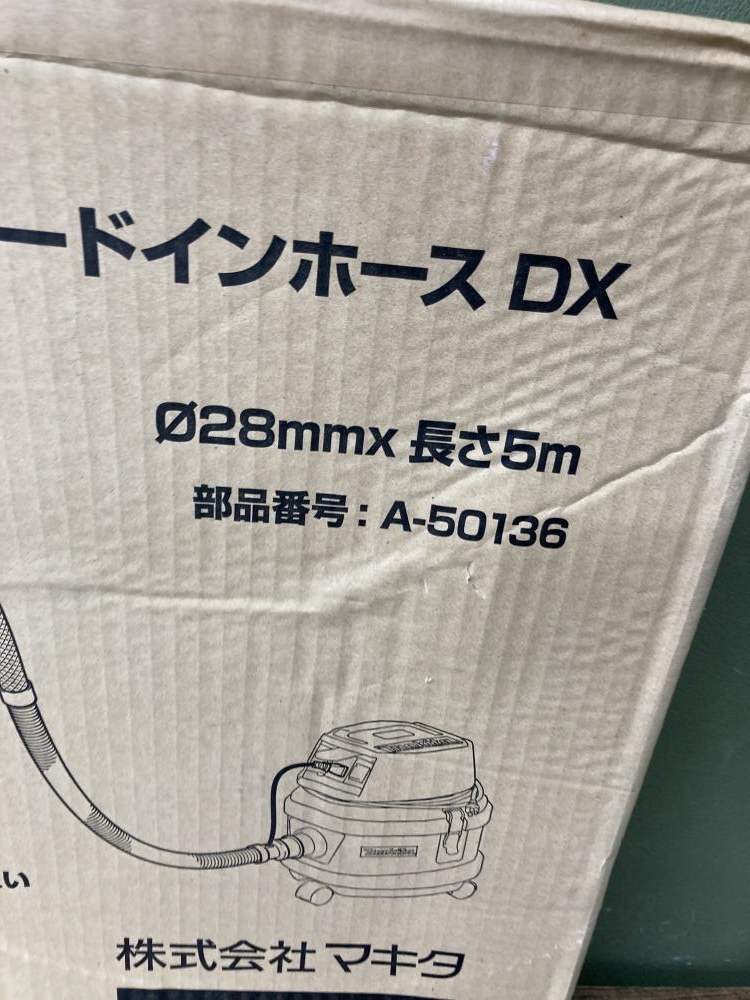 ードインホース DX
Ø28mmx 長さ5m
部品番号 : A-50136
い
株式会社 マキタ